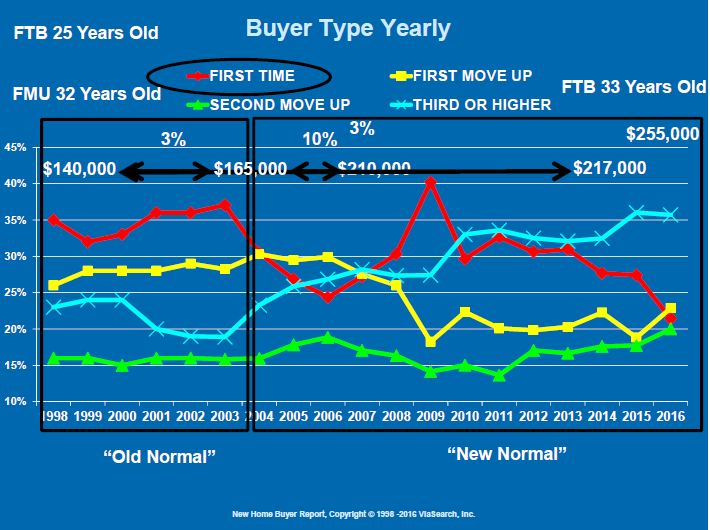 FTB 25 Years Old
Buyer Type Yearly
FIRST TIME
FIRST MOVE UP
FMU 32 Years Old
FTB 33 Years Old
SECOND MOVE UP
THIRD OR HIGHER
3%
10%
3%
$255,000
$140,000
$165,000
$210,000
$217,000
45%
40%
35%
30%
25%
20%
15%
10%
1998 1999 2000 2001 2002 2003 2004 2005 2006 2007 2008 2009 2010 2011 2012 2013 2014 2015 2016
“Old Normal”
“New Normal”
New Home Buyer Report, Copyright © 1998 -2016 ViaSearch, Inc.